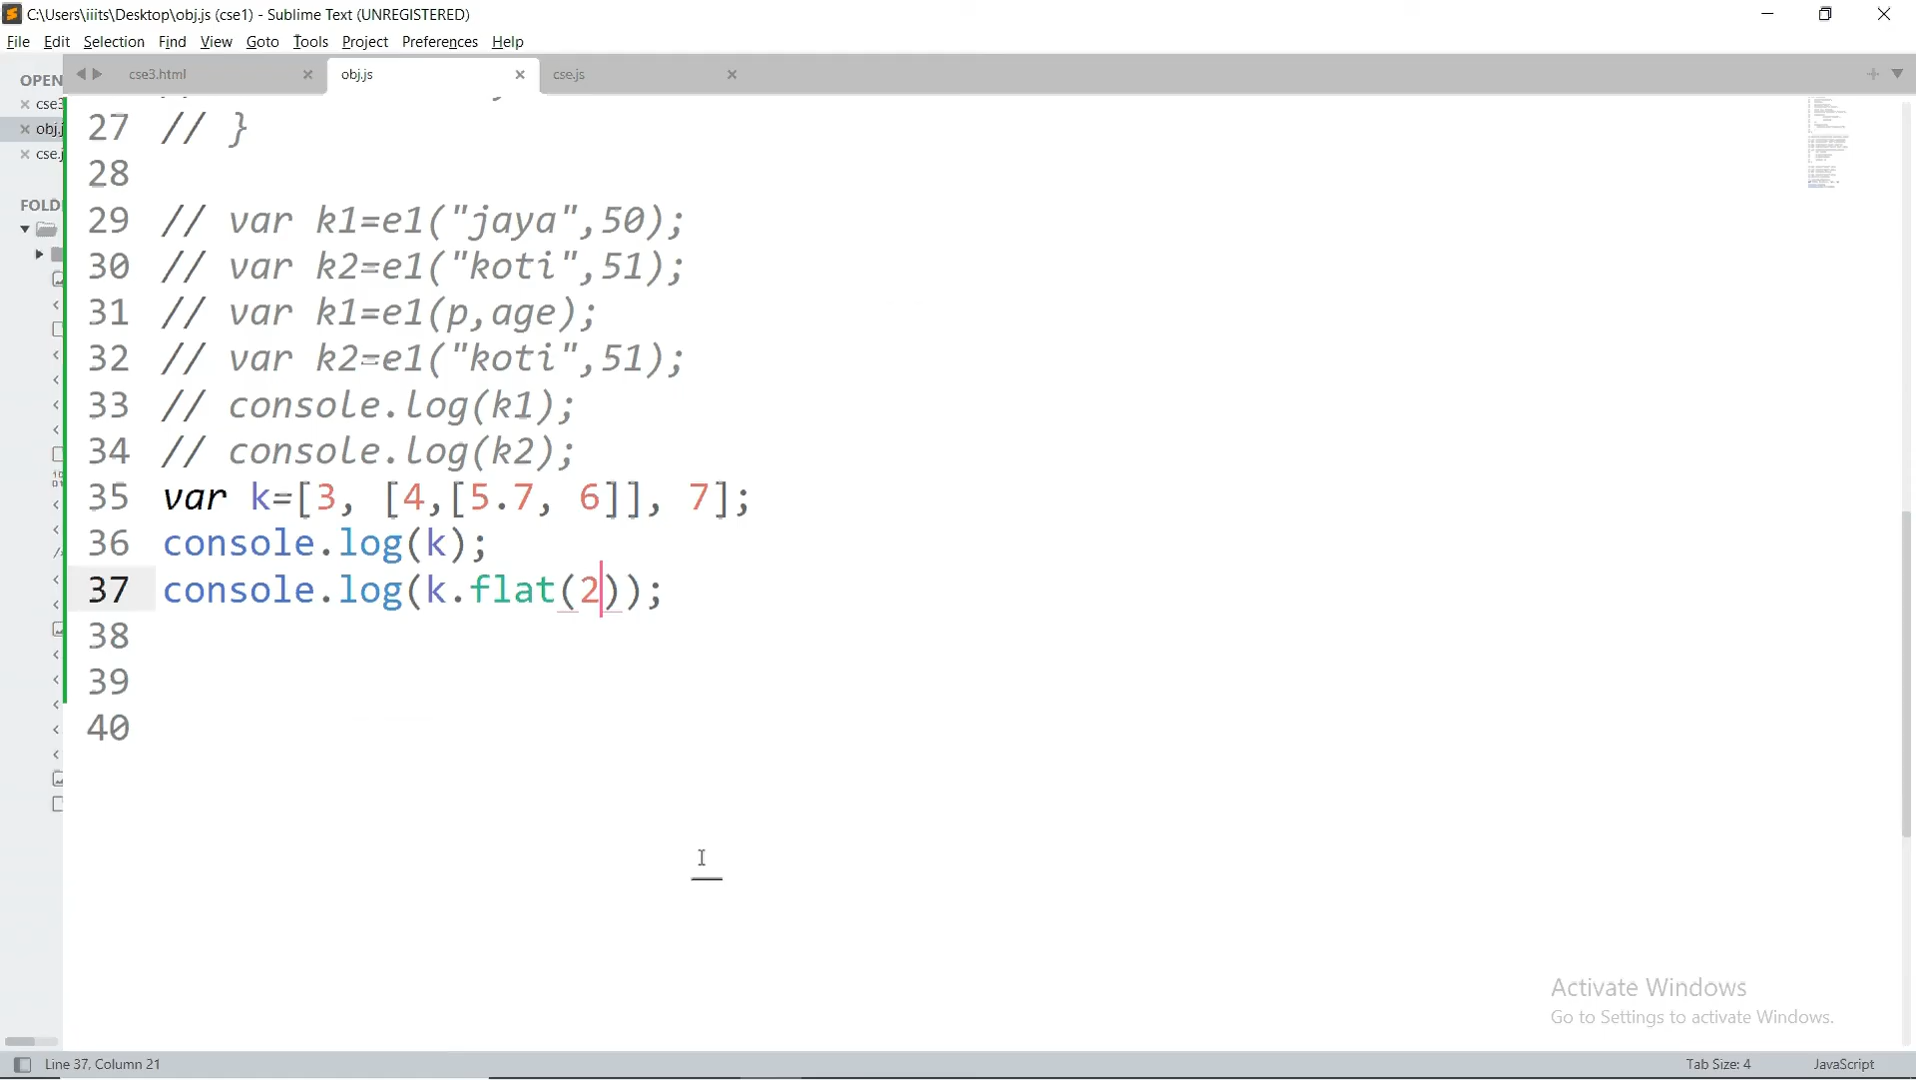 C:\Users\iiits\Desktop\obj.js (cse1) - Sublime Text (UNREGISTERED)
File Edit Selection Find View Goto Tools Project Preferences Help
OPEN
cse3.html
obj.js
cse.js
cse3
obj.j
cse.j
FOLD
27 // }
28
29 // var k1=e1("jaya",50);
30 // var k2=e1("koti",51);
31 // var k1=e1(p,age);
32 // var k2=e1("koti",51);
33 // console.log(k1);
34 // console.log(k2);
35 var k=[3, [4,[5.7, 6]], 7];
36 console.log(k);
37 console.log(k.flat(2));
38
39
40
Activate Windows
Go to Settings to activate Windows.
Line 37, Column 21
Tab Size: 4
JavaScript